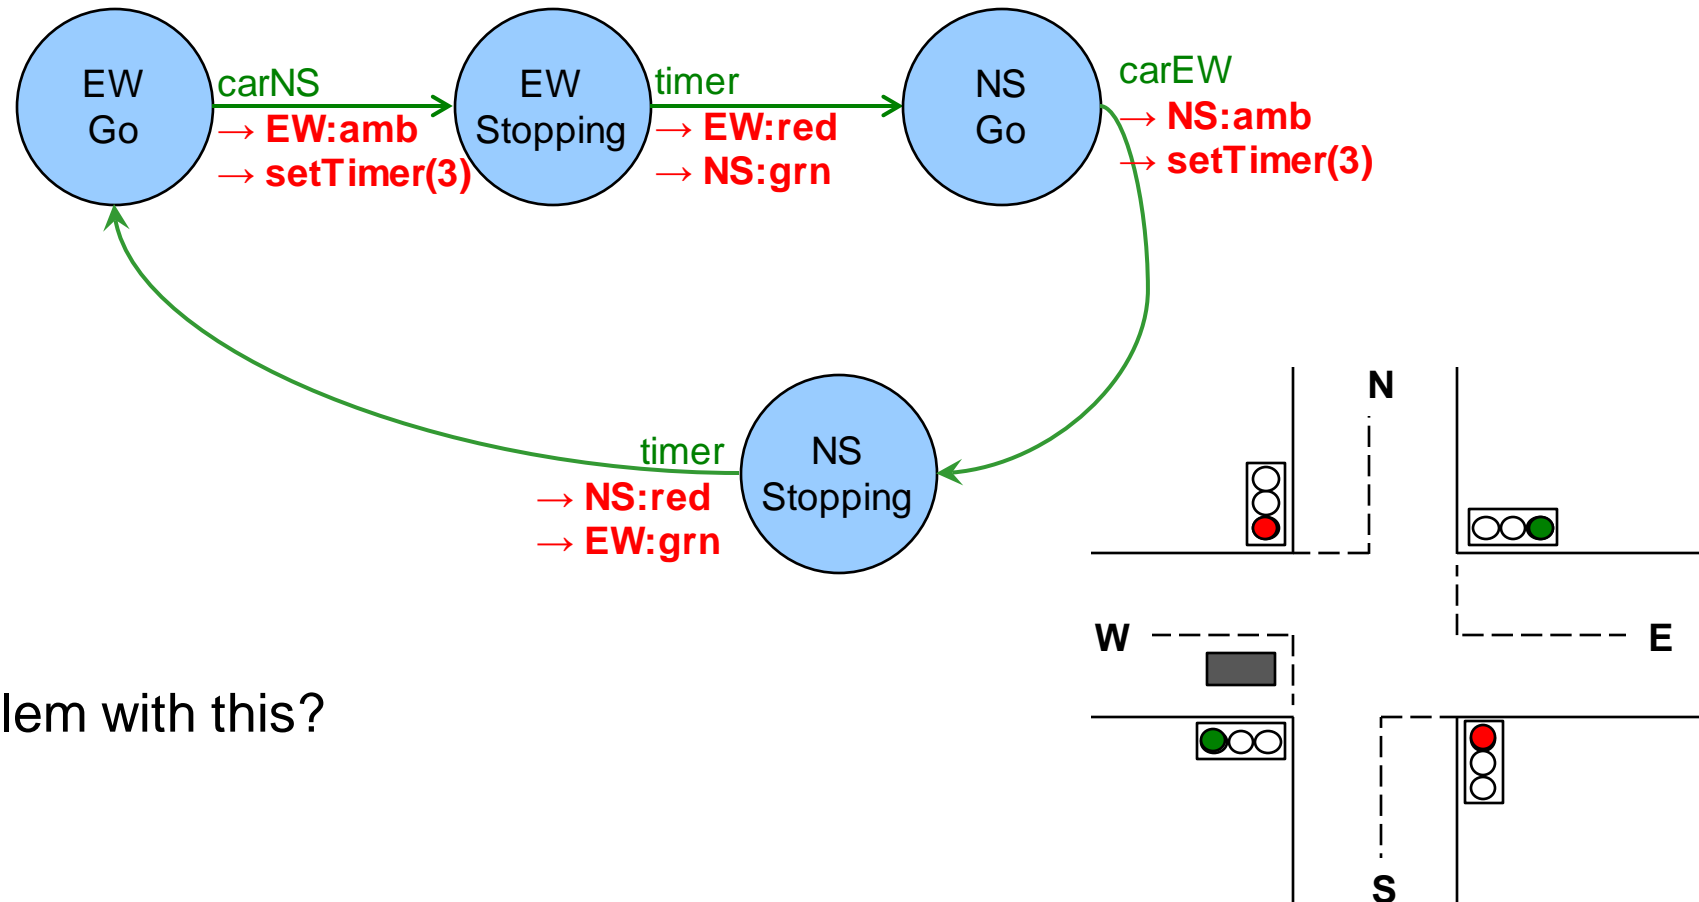 EW
Go
carNS
→ EW:amb
→ setTimer(3)
EW
Stopping
timer
→ EW:red
→ NS:grn
NS
Go
carEW
→ NS:amb
→ setTimer(3)
timer
→ NS:red
→ EW:grn
NS
Stopping
N
W
E
S
lem with this?